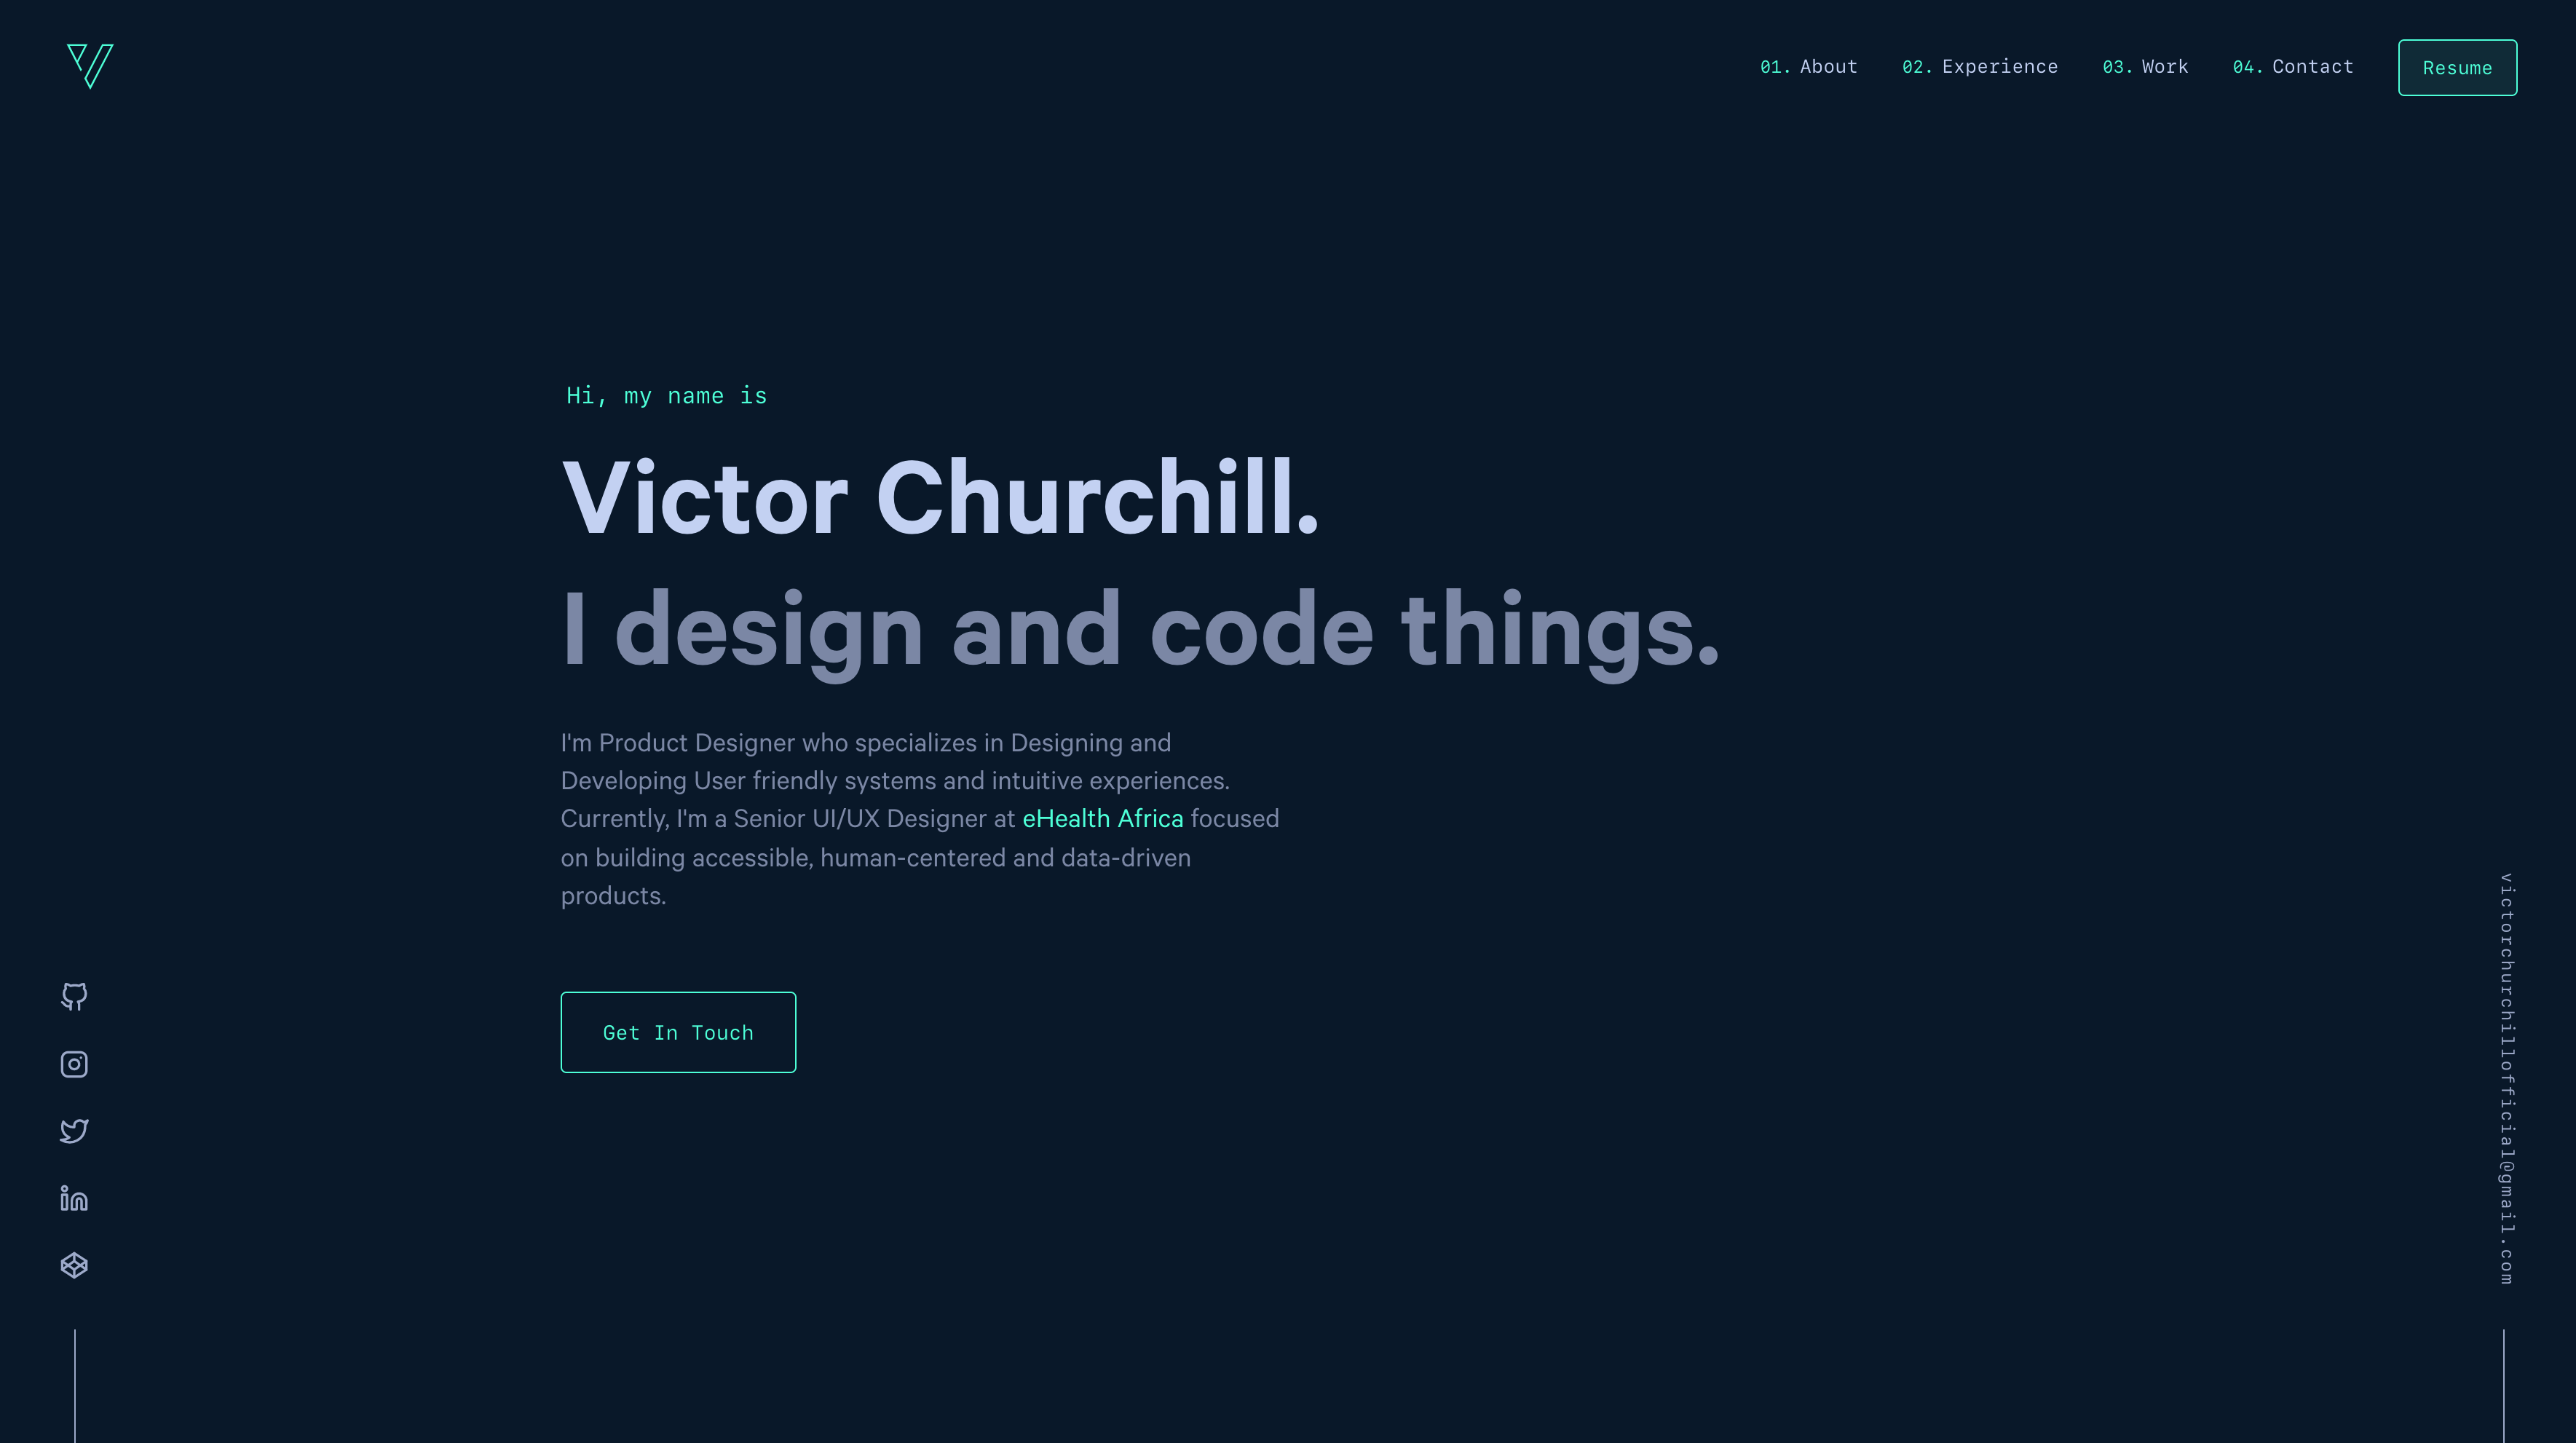 01. About 02. Experience 03. Work 04. Contact Resume
Hi, my name is
Victor Churchill.
I design and code things.
I'm Product Designer who specializes in Designing and
Developing User friendly systems and intuitive experiences.
Currently, I'm a Senior UI/UX Designer at eHealth Africa focused
on building accessible, human-centered and data-driven
products.
Get In Touch
victorchurchillofficial@gmail.com